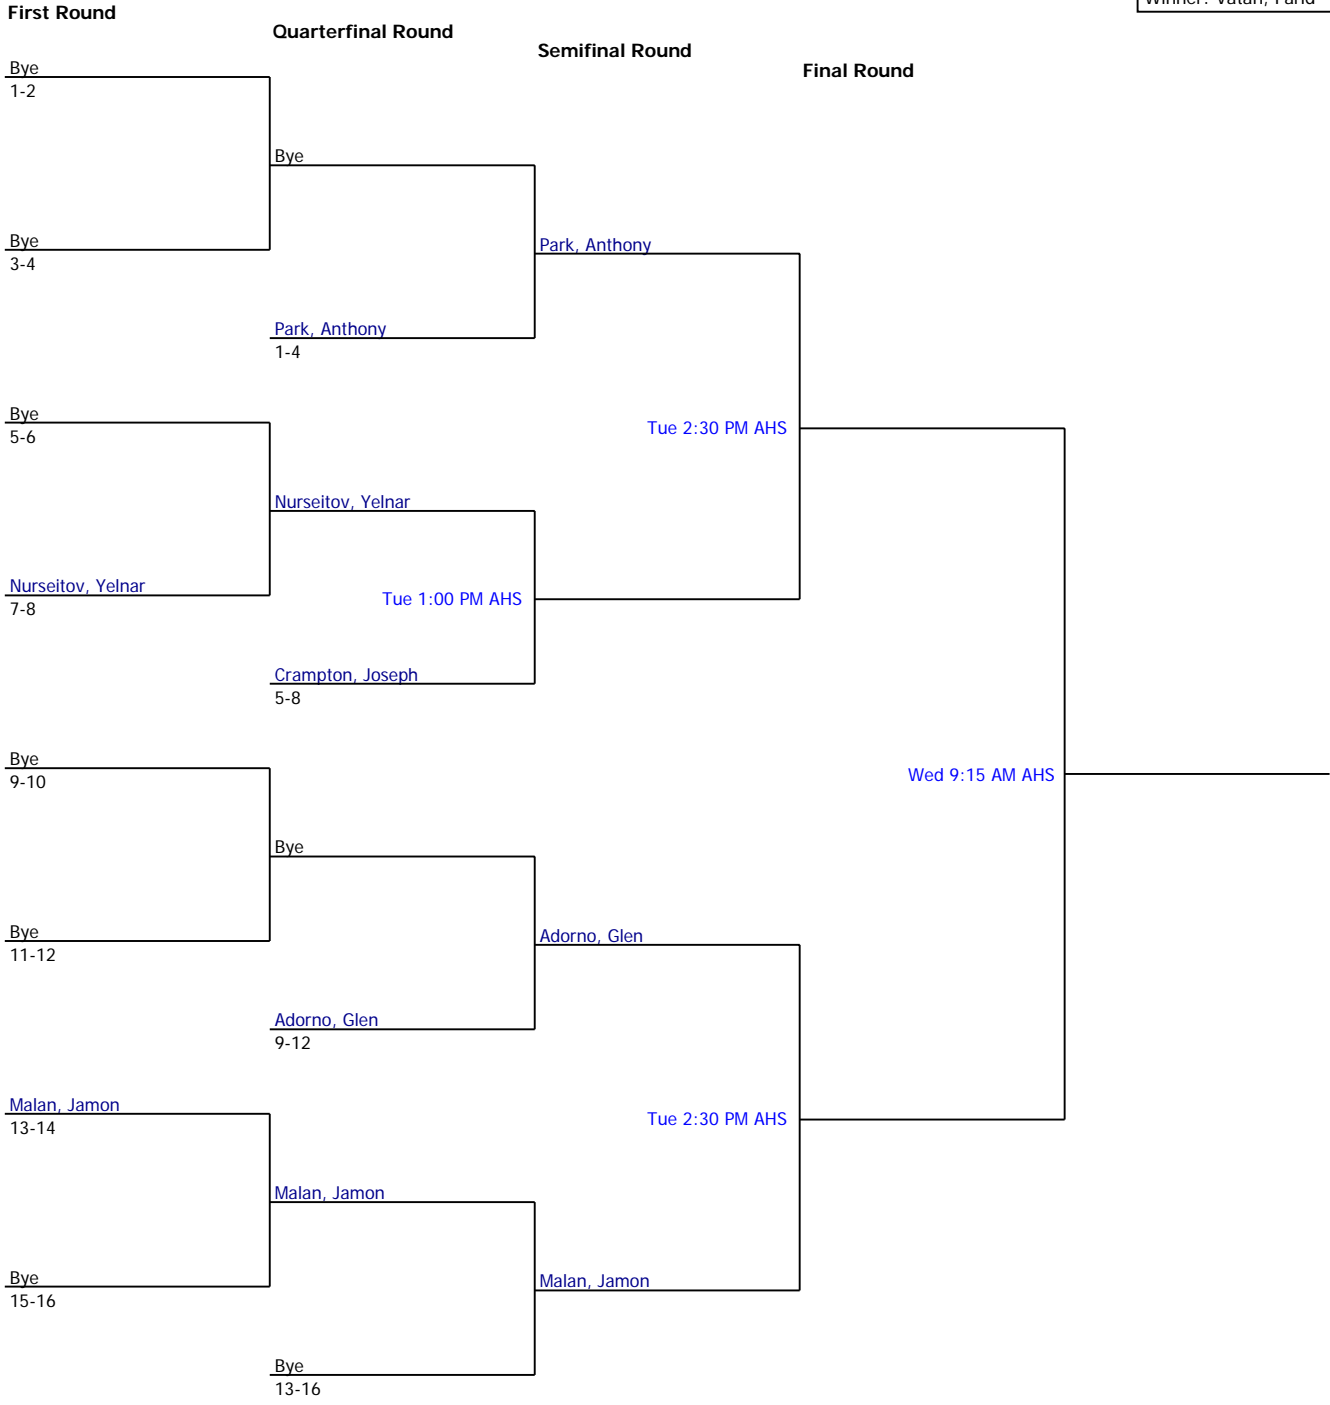 Winner: Vatan, Farid
First Round
Quarterfinal Round
Semifinal Round
Final Round
Bye
1-2
Bye
Bye
3-4
Park, Anthony
Park, Anthony
1-4
Bye
5-6
Tue 2:30 PM AHS
Nurseitov, Yelnar
Nurseitov, Yelnar
7-8
Tue 1:00 PM AHS
Crampton, Joseph
5-8
Bye
9-10
Wed 9:15 AM AHS
Bye
Bye
11-12
Adorno, Glen
Adorno, Glen
9-12
Malan, Jamon
13-14
Tue 2:30 PM AHS
Malan, Jamon
Bye
15-16
Malan, Jamon
Bye
13-16